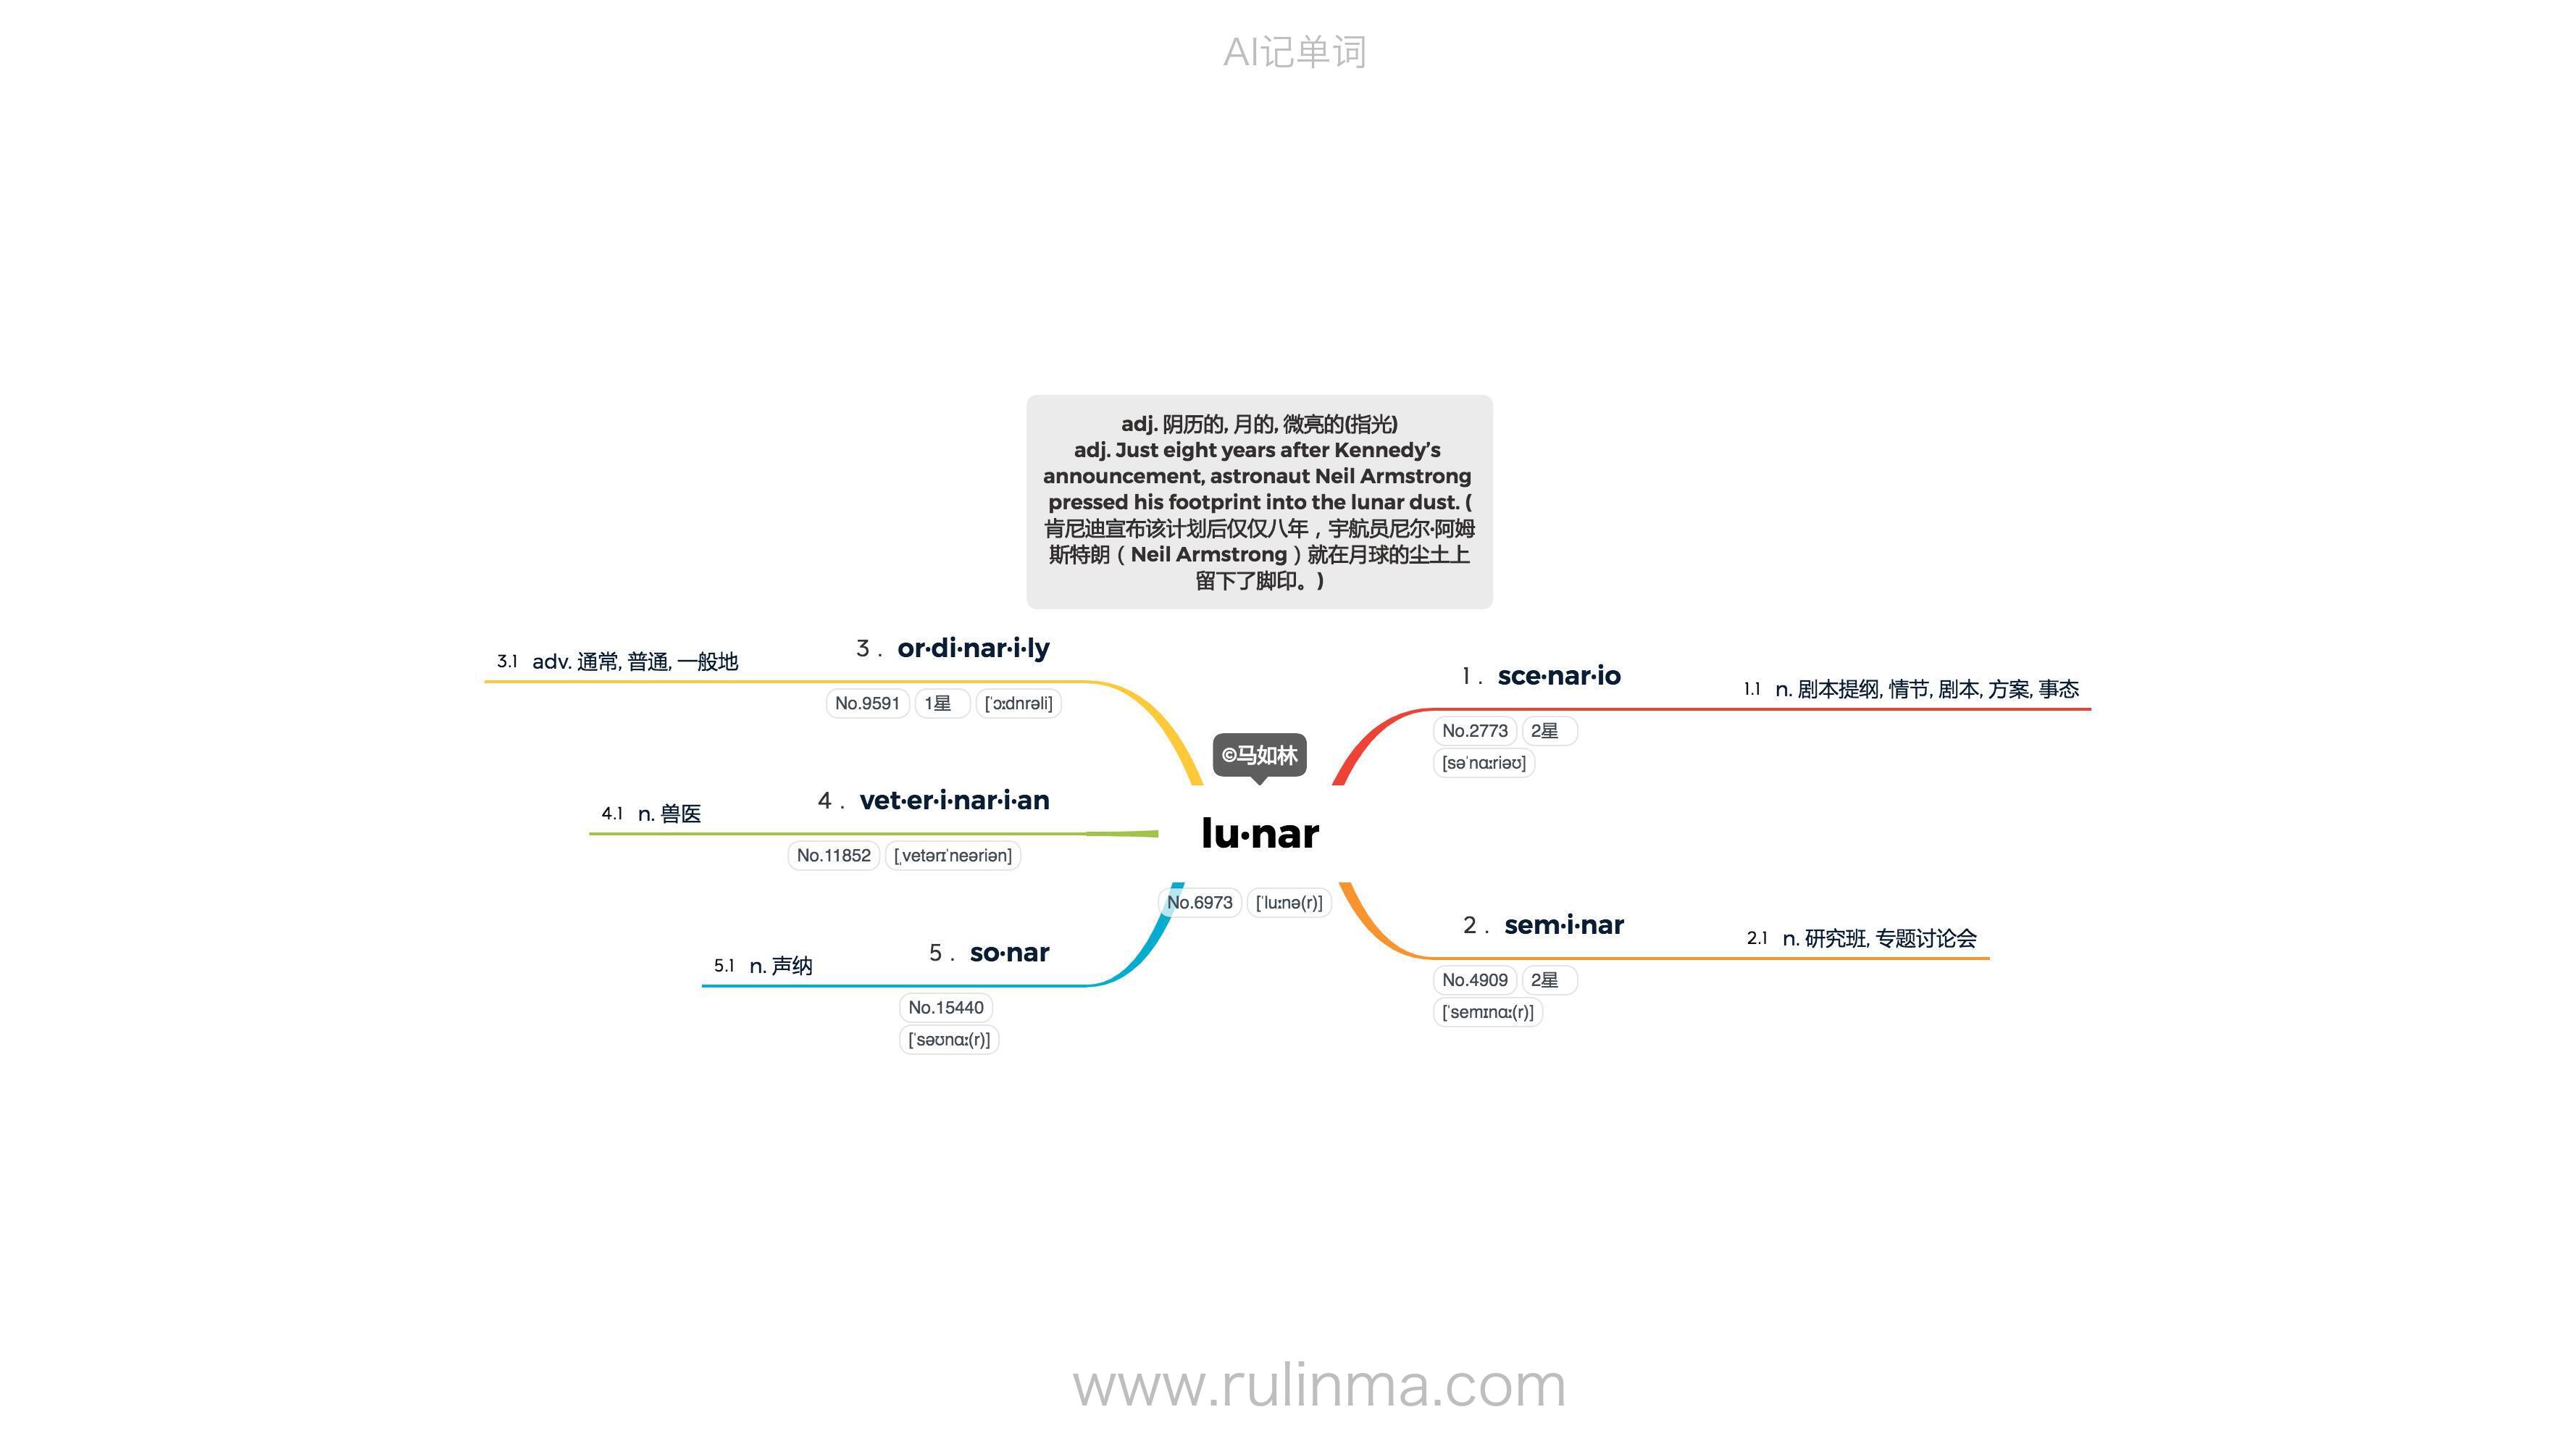 AI记单词
adj. 阴历的, 月的, 微亮的(指光)
adj. Just eight years after Kennedy’s
announcement, astronaut Neil Armstrong
pressed his footprint into the lunar dust. (
肯尼迪宣布该计划后仅仅八年，宇航员尼尔·阿姆
斯特朗（Neil Armstrong）就在月球的尘土上
留下了脚印。)
©马如林
lu·nar
No.6973 [ˈluːnə(r)]
1. sce·nar·io
1.1 n. 剧本提纲, 情节, 剧本, 方案, 事态
No.2773 2星
[səˈnɑːriəʊ]
2. sem·i·nar
2.1 n. 研究班, 专题讨论会
No.4909 2星
[ˈsemɪnɑː(r)]
3. or·di·nar·i·ly
3.1 adv. 通常, 普通, 一般地
No.9591 1星 [ˈɔːdnrəli]
4. vet·er·i·nar·i·an
4.1 n. 兽医
No.11852 [ˌvetərɪˈneəriən]
5. so·nar
5.1 n. 声纳
No.15440
[ˈsəʊnɑː(r)]
www.rulinma.com